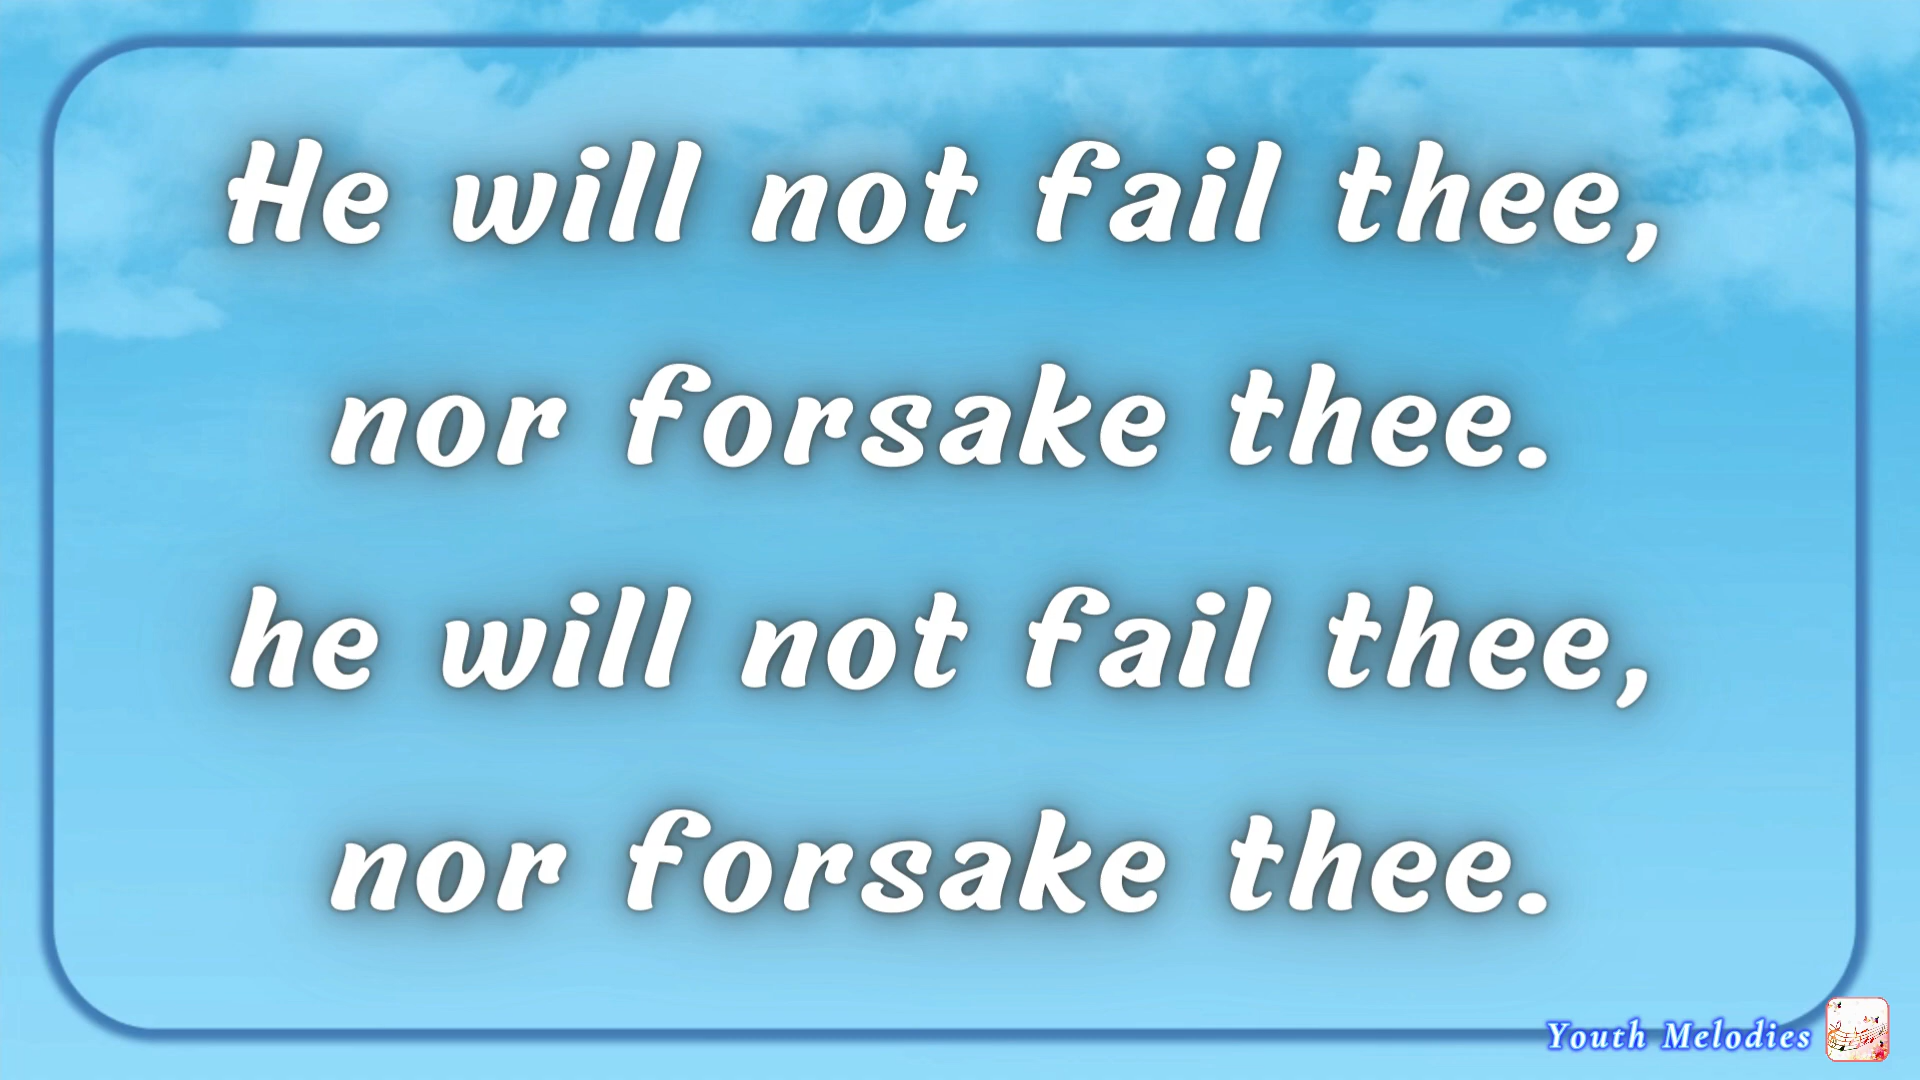 He will not fail thee,
nor forsake thee.
he will not fail thee,
nor forsake thee.
Youth Melodies